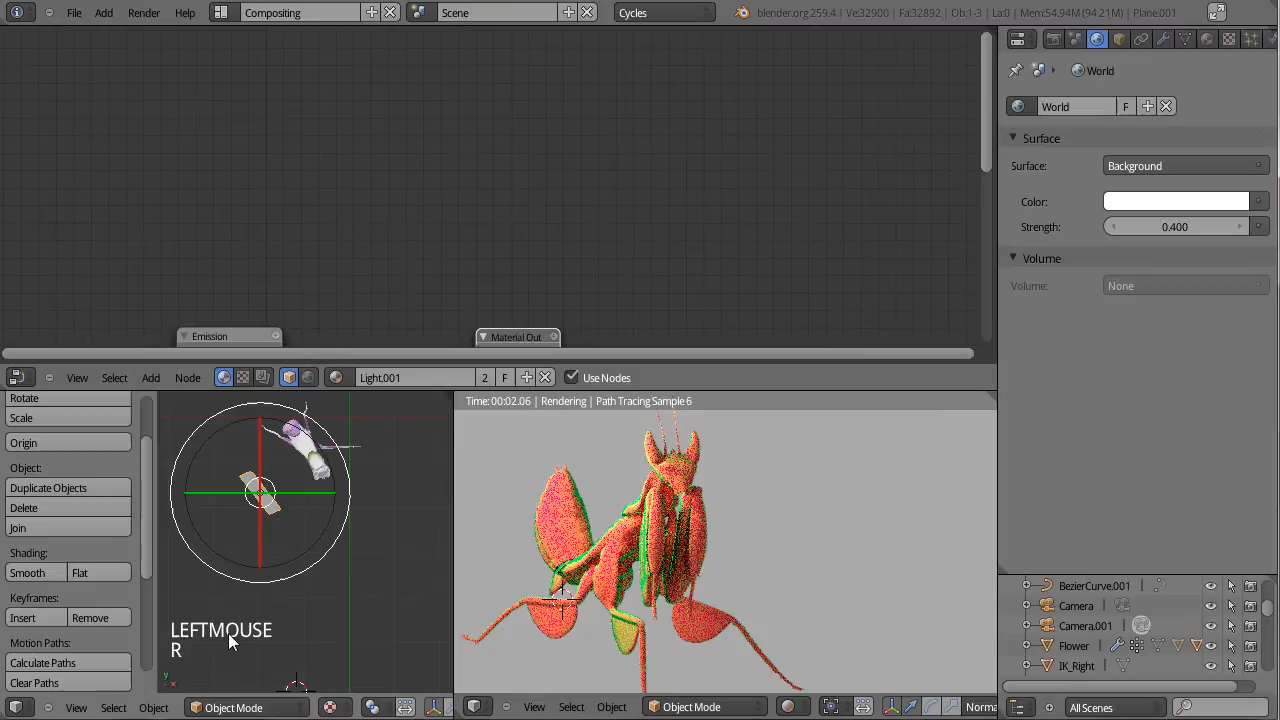 File Add Render Help Compositing Scene Cycles blender.org 259.4 | Ve:32900 | Fa:32892 | Ob:1-3 | La:0 | Mem:54.94M (94.21M) | Plane.001
World
World F
Surface
Surface: Background
Color:
Strength: 0.400
Volume
Volume: None
Emission Material Out
View Select Add Node Light.001 2 F Use Nodes
Rotate
Scale
Origin
Object:
Duplicate Objects
Delete
Join
Shading:
Smooth Flat
Keyframes:
Insert Remove
Motion Paths:
Calculate Paths
Clear Paths
LEFTMOUSE
R
y
x
Time:00:02.06 | Rendering | Path Tracing Sample 6
BezierCurve.001
Camera
Camera.001
Flower
IK_Right
View Select Object Object Mode
View Select Object Object Mode Norma
All Scenes